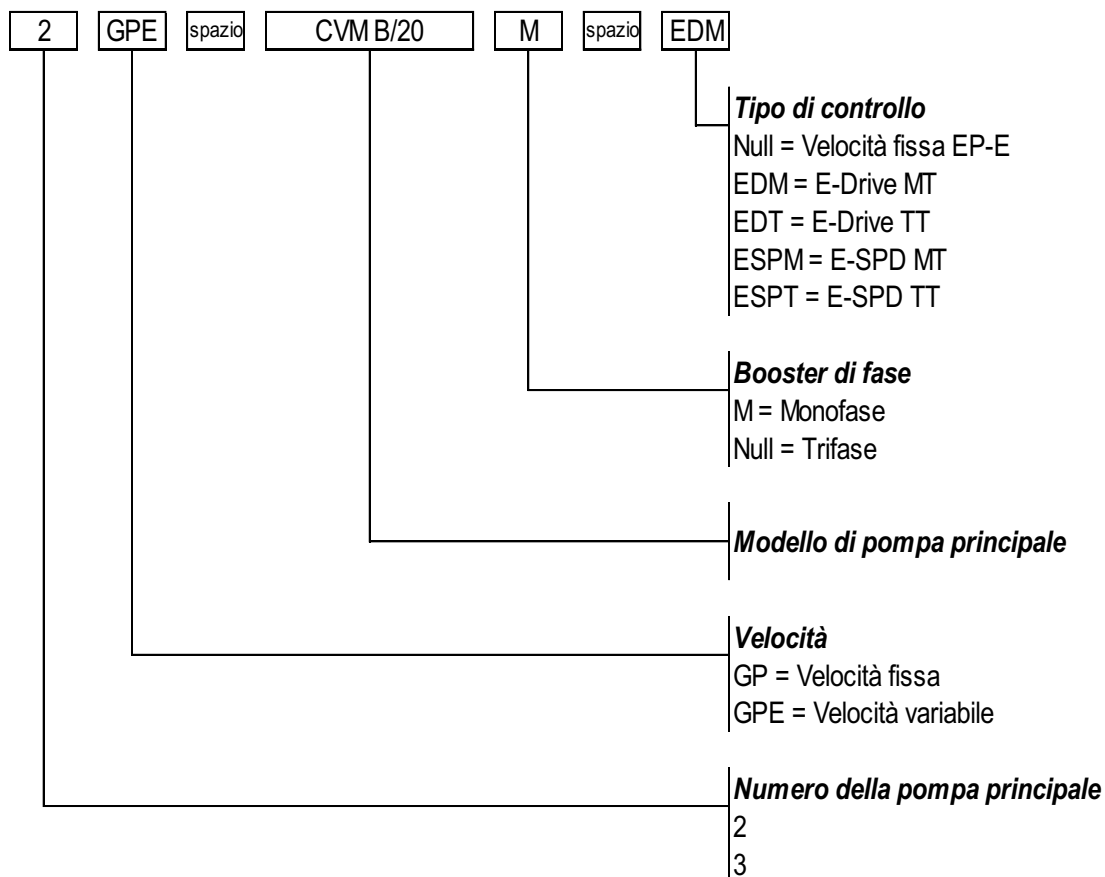 2 GPE spazio CVM B/20 M spazio EDM
Tipo di controllo
Null = Velocità fissa EP-E
EDM = E-Drive MT
EDT = E-Drive TT
ESPM = E-SPD MT
ESPT = E-SPD TT
Booster di fase
M = Monofase
Null = Trifase
Modello di pompa principale
Velocità
GP = Velocità fissa
GPE = Velocità variabile
Numero della pompa principale
2
3